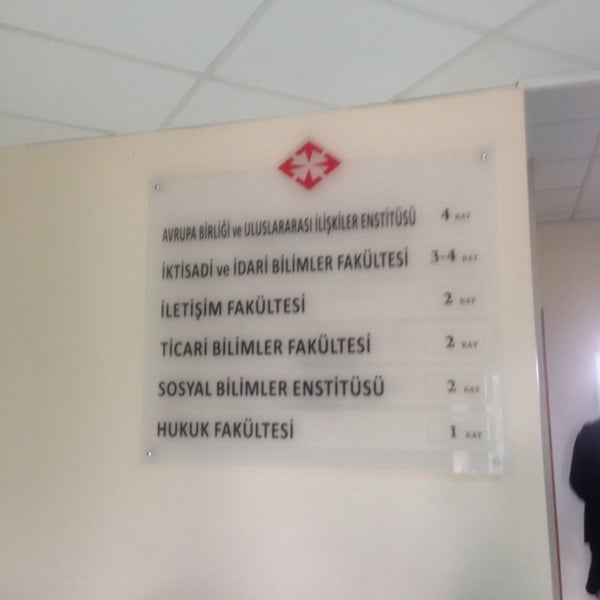 AVRUPA BİRLİĞİ ve ULUSLARARASI İLİŞKİLER ENSTİTÜSÜ 4 KAT
İKTİSADİ ve İDARİ BİLİMLER FAKÜLTESİ 3-4 KAT
İLETİŞİM FAKÜLTESİ 2 KAT
TİCARİ BİLİMLER FAKÜLTESİ 2 KAT
SOSYAL BİLİMLER ENSTİTÜSÜ 2 KAT
HUKUK FAKÜLTESİ 1 KAT